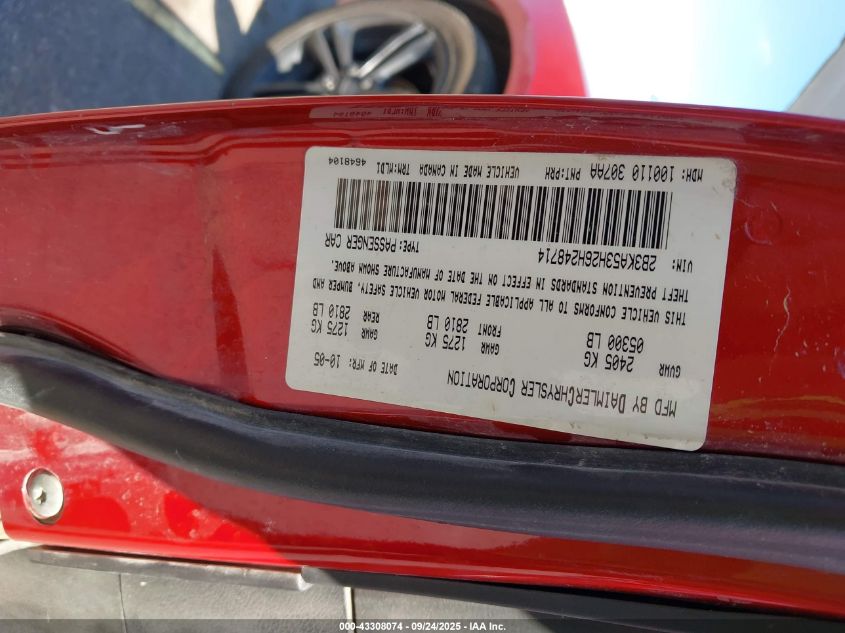 MFD BY DAIMLERCHRYSLER CORPORATION
DATE OF MFR: 10-05
GVWR
2405 KG
05300 LB
GAWR
1275 KG
FRONT 2810 LB
GAWR
1275 KG
REAR 2810 LB
THIS VEHICLE CONFORMS TO ALL APPLICABLE FEDERAL MOTOR VEHICLE SAFETY, BUMPER AND
THEFT PREVENTION STANDARDS IN EFFECT ON THE DATE OF MANUFACTURE SHOWN ABOVE.
VIN: 2B3KA53H26H248714
TYPE: PASSENGER CAR
MDH: 100110 307AA PNT:PRH VEHICLE MADE IN CANADA TRM:MLD1 4648104
000-43308074 - 09/24/2025 - IAA Inc.